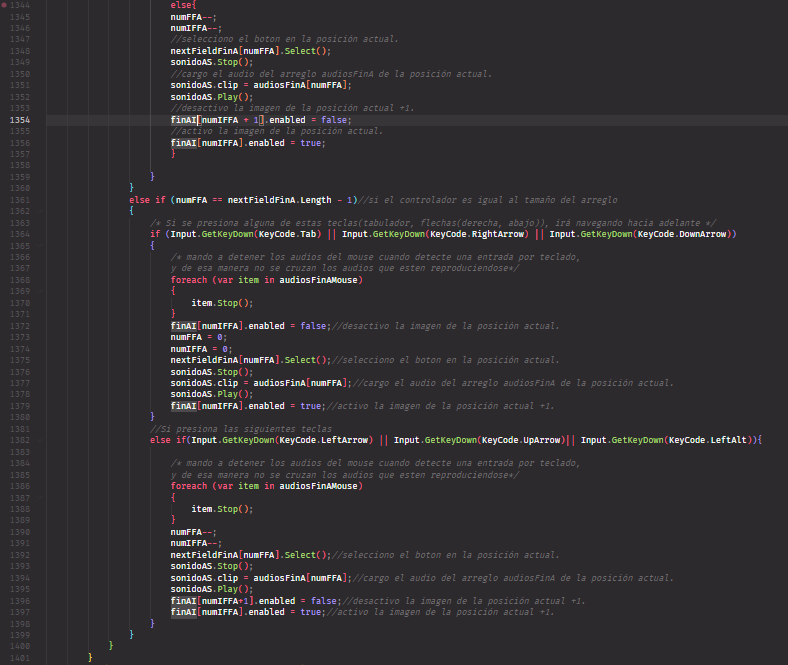 1344 else{
1345 numFFA--;
1346 numIFFA--;
1347 //selecciono el boton en la posición actual.
1348 nextFieldFinA[numFFA].Select();
1349 sonidoAS.Stop();
1350 //cargo el audio del arreglo audiosFinA de la posición actual.
1351 sonidoAS.clip = audiosFinA[numFFA];
1352 sonidoAS.Play();
1353 //desactivo la imagen de la posición actual +1.
1354 finAI[numIFFA + 1].enabled = false;
1355 //activo la imagen de la posición actual.
1356 finAI[numIFFA].enabled = true;
1357 }
1358
1359 }
1360 }
1361 else if (numFFA == nextFieldFinA.Length - 1)//si el controlador es igual al tamaño del arreglo
1362 {
1363 /* Si se presiona alguna de estas teclas(tabulador, flechas(derecha, abajo)), irá navegando hacia adelante */
1364 if (Input.GetKeyDown(KeyCode.Tab) || Input.GetKeyDown(KeyCode.RightArrow) || Input.GetKeyDown(KeyCode.DownArrow))
1365 {
1366 /* mando a detener los audios del mouse cuando detecte una entrada por teclado,
1367 y de esa manera no se cruzan los audios que esten reproduciendose*/
1368 foreach (var item in audiosFinAMouse)
1369 {
1370 item.Stop();
1371 }
1372 finAI[numIFFA].enabled = false;//desactivo la imagen de la posición actual.
1373 numFFA = 0;
1374 numIFFA = 0;
1375 nextFieldFinA[numFFA].Select();//selecciono el boton en la posición actual.
1376 sonidoAS.Stop();
1377 sonidoAS.clip = audiosFinA[numFFA];//cargo el audio del arreglo audiosFinA de la posición actual.
1378 sonidoAS.Play();
1379 finAI[numIFFA].enabled = true;//activo la imagen de la posición actual +1.
1380 }
1381 //Si presiona las siguientes teclas
1382 else if(Input.GetKeyDown(KeyCode.LeftArrow) || Input.GetKeyDown(KeyCode.UpArrow)|| Input.GetKeyDown(KeyCode.LeftAlt)){
1383
1384 /* mando a detener los audios del mouse cuando detecte una entrada por teclado,
1385 y de esa manera no se cruzan los audios que esten reproduciendose*/
1386 foreach (var item in audiosFinAMouse)
1387 {
1388 item.Stop();
1389 }
1390 numFFA--;
1391 numIFFA--;
1392 nextFieldFinA[numFFA].Select();//selecciono el boton en la posición actual.
1393 sonidoAS.Stop();
1394 sonidoAS.clip = audiosFinA[numFFA];//cargo el audio del arreglo audiosFinA de la posición actual.
1395 sonidoAS.Play();
1396 finAI[numIFFA+1].enabled = false;//desactivo la imagen de la posición actual +1.
1397 finAI[numIFFA].enabled = true;//activo la imagen de la posición actual +1.
1398 }
1399 }
1400 }
1401 }